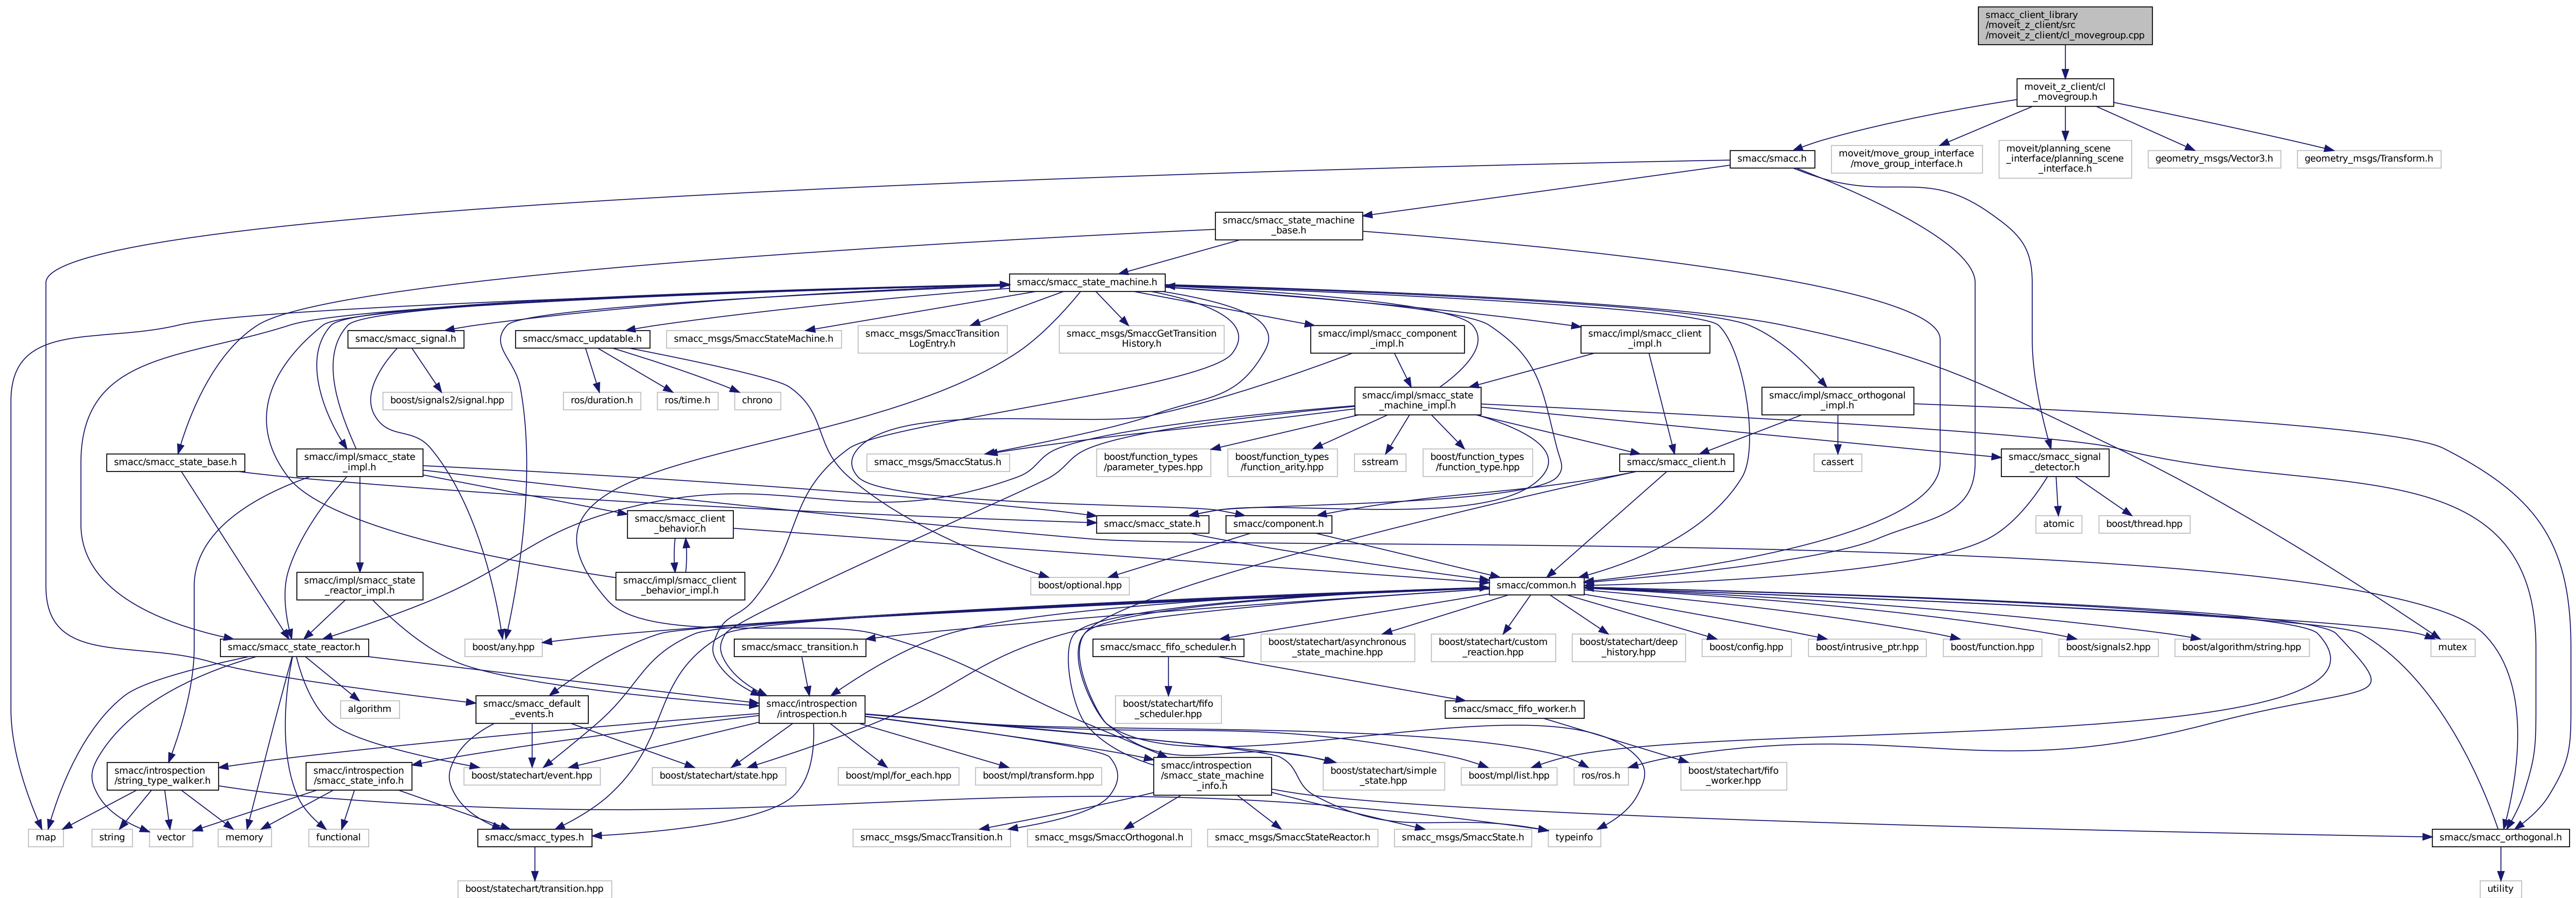 smacc_client_library
/moveit_z_client/src
/moveit_z_client/cl_movegroup.cpp
moveit_z_client/cl
_movegroup.h
smacc/smacc.h
moveit/move_group_interface
/move_group_interface.h
moveit/planning_scene
_interface/planning_scene
_interface.h
geometry_msgs/Vector3.h
geometry_msgs/Transform.h
smacc/smacc_state_machine
_base.h
smacc/smacc_state_machine.h
smacc/smacc_signal.h
smacc/smacc_updatable.h
smacc_msgs/SmaccStateMachine.h
smacc_msgs/SmaccTransition
LogEntry.h
smacc_msgs/SmaccGetTransition
History.h
smacc/impl/smacc_component
_impl.h
smacc/impl/smacc_client
_impl.h
boost/signals2/signal.hpp
ros/duration.h
ros/time.h
chrono
smacc/impl/smacc_state
_machine_impl.h
smacc/impl/smacc_orthogonal
_impl.h
smacc/smacc_state_base.h
smacc/impl/smacc_state
_impl.h
smacc_msgs/SmaccStatus.h
boost/function_types
/parameter_types.hpp
boost/function_types
/function_arity.hpp
sstream
boost/function_types
/function_type.hpp
smacc/smacc_client.h
cassert
smacc/smacc_signal
_detector.h
smacc/smacc_client
_behavior.h
smacc/smacc_state.h
smacc/component.h
atomic
boost/thread.hpp
smacc/impl/smacc_state
_reactor_impl.h
smacc/impl/smacc_client
_behavior_impl.h
boost/optional.hpp
smacc/common.h
smacc/smacc_state_reactor.h
boost/any.hpp
smacc/smacc_transition.h
smacc/smacc_fifo_scheduler.h
boost/statechart/asynchronous
_state_machine.hpp
boost/statechart/custom
_reaction.hpp
boost/statechart/deep
_history.hpp
boost/config.hpp
boost/intrusive_ptr.hpp
boost/function.hpp
boost/signals2.hpp
boost/algorithm/string.hpp
mutex
algorithm
smacc/smacc_default
_events.h
smacc/introspection
/introspection.h
boost/statechart/fifo
_scheduler.hpp
smacc/smacc_fifo_worker.h
smacc/introspection
/string_type_walker.h
smacc/introspection
/smacc_state_info.h
boost/statechart/event.hpp
boost/statechart/state.hpp
boost/mpl/for_each.hpp
boost/mpl/transform.hpp
smacc/introspection
/smacc_state_machine
_info.h
boost/statechart/simple
_state.hpp
boost/mpl/list.hpp
ros/ros.h
boost/statechart/fifo
_worker.hpp
map
string
vector
memory
functional
smacc/smacc_types.h
smacc_msgs/SmaccTransition.h
smacc_msgs/SmaccOrthogonal.h
smacc_msgs/SmaccStateReactor.h
smacc_msgs/SmaccState.h
typeinfo
smacc/smacc_orthogonal.h
boost/statechart/transition.hpp
utility